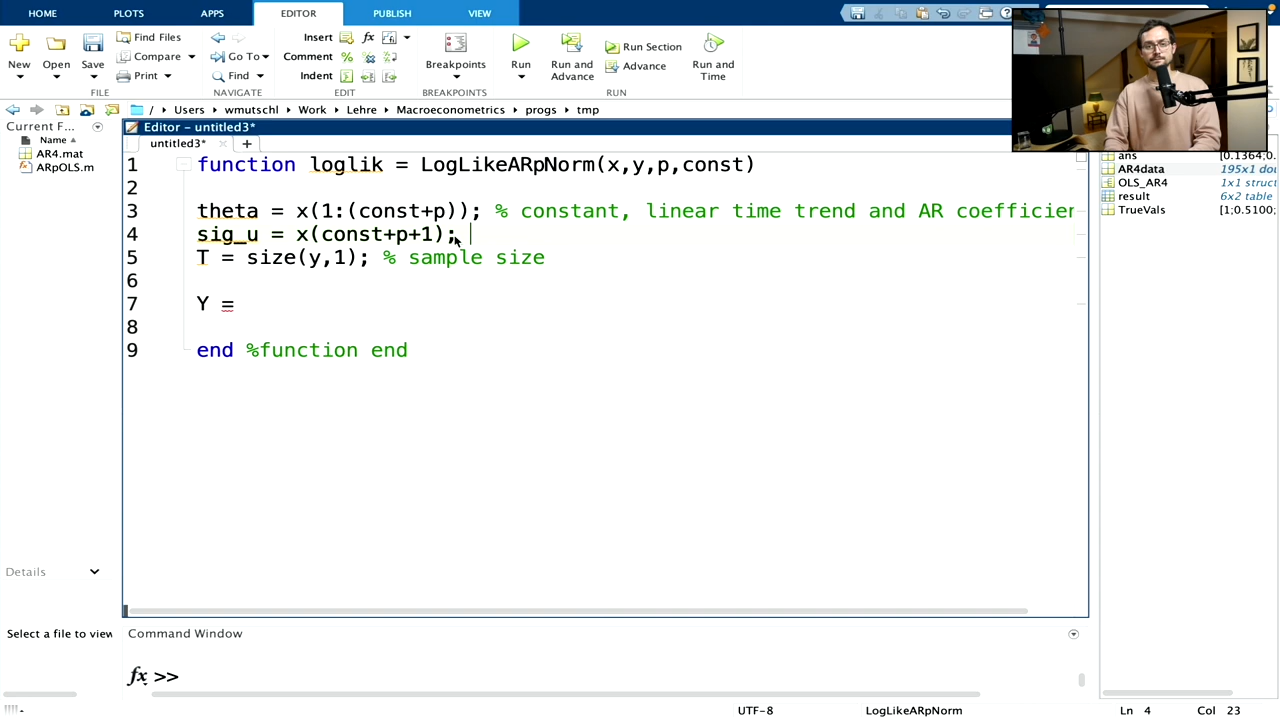 HOME PLOTS APPS EDITOR PUBLISH VIEW
New Open Save
Find Files
Compare
Print
FILE
Go To
Find
NAVIGATE
Insert fx
Comment %
Indent
EDIT
Breakpoints
BREAKPOINTS
Run
Run and Advance
Run Section
Advance
Run and Time
RUN
/ Users wmutschl Work Lehre Macroeconometrics progs tmp
Current F...
Name
AR4.mat
ARpOLS.m
Editor - untitled3*
untitled3* +
1 function loglik = LogLikeARpNorm(x,y,p,const)
2
3 theta = x(1:(const+p)); % constant, linear time trend and AR coefficien
4 sig_u = x(const+p+1);
5 T = size(y,1); % sample size
6
7 Y =
8
9 end %function end
ans [0.1364;0.
AR4data 195x1 dou
OLS_AR4 1x1 struct
result 6x2 table
TrueVals [1;0.5100,
Details
Select a file to view
Command Window
fx >>
UTF-8 LogLikeARpNorm Ln 4 Col 23